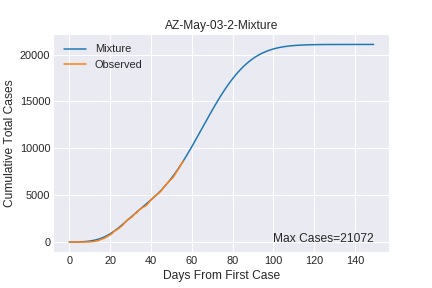 AZ-May-03-2-Mixture
Mixture
Observed
Cumulative Total Cases
20000
15000
10000
5000
0
Max Cases=21072
0 20 40 60 80 100 120 140
Days From First Case